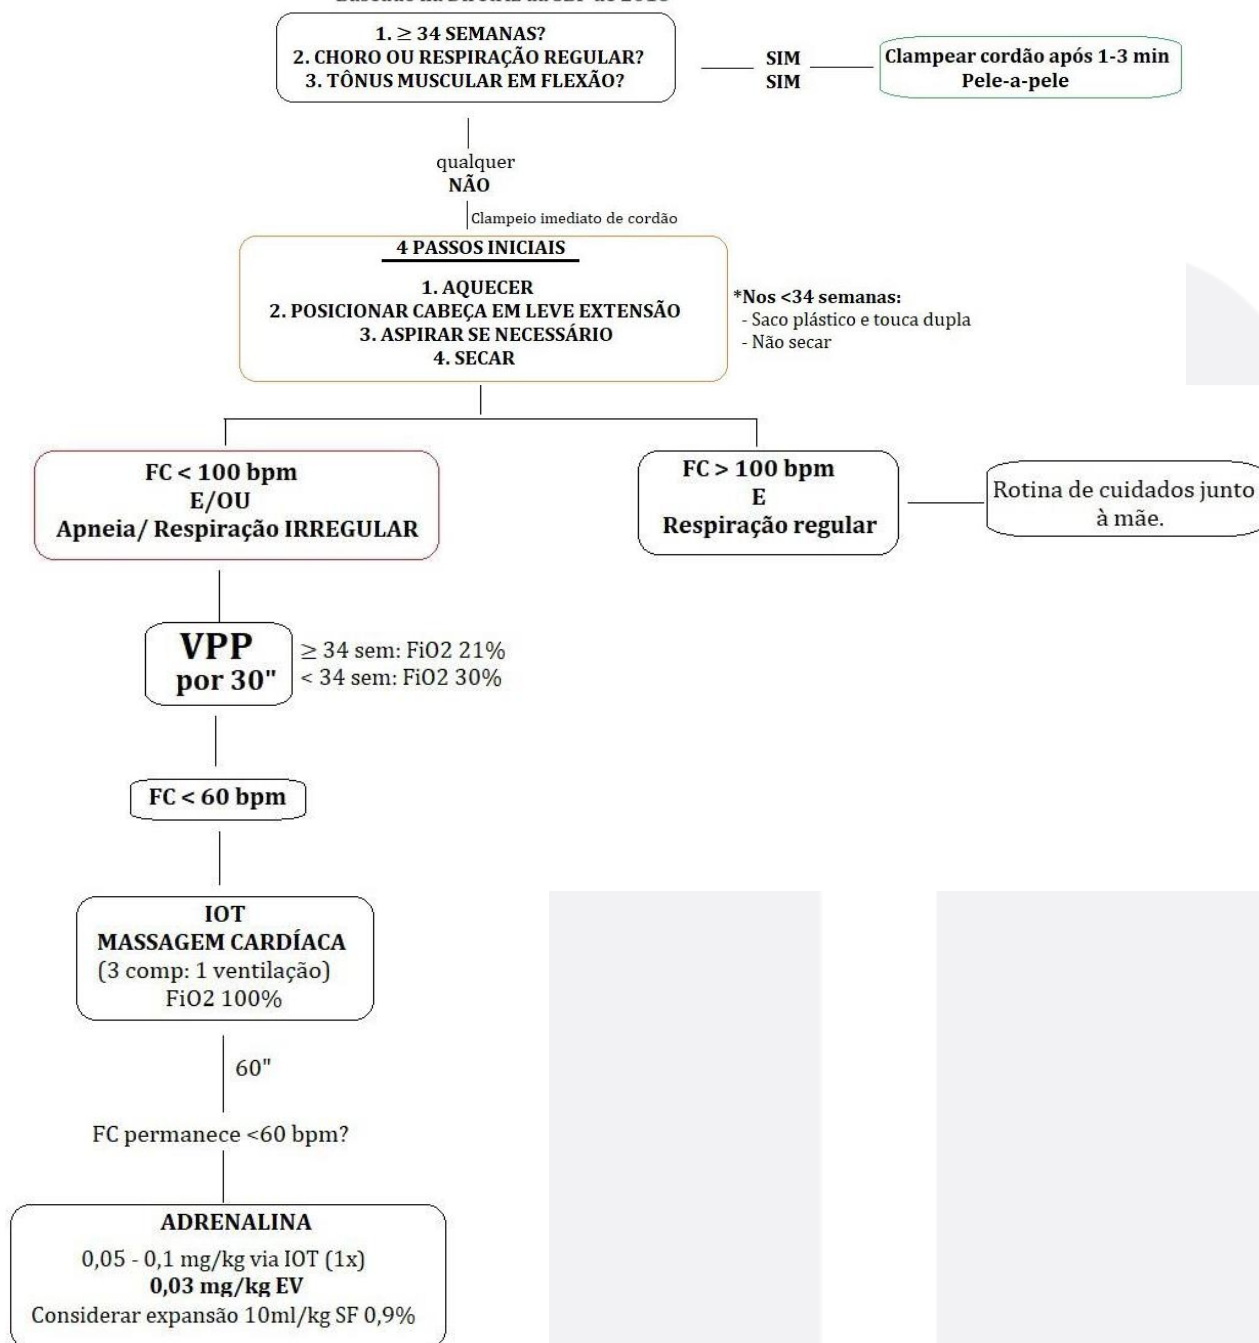 1. ≥ 34 SEMANAS?
2. CHORO OU RESPIRAÇÃO REGULAR?
3. TÔNUS MUSCULAR EM FLEXÃO?
SIM
SIM
Clampear cordão após 1-3 min
Pele-a-pele
qualquer
NÃO
Clampeio imediato de cordão
4 PASSOS INICIAIS
1. AQUECER
2. POSICIONAR CABEÇA EM LEVE EXTENSÃO
3. ASPIRAR SE NECESSÁRIO
4. SECAR
*Nos <34 semanas:
- Saco plástico e touca dupla
- Não secar
FC < 100 bpm
E/OU
Apneia/ Respiração IRREGULAR
FC > 100 bpm
E
Respiração regular
Rotina de cuidados junto
à mãe.
VPP
por 30"
≥ 34 sem: FiO2 21%
< 34 sem: FiO2 30%
FC < 60 bpm
IOT
MASSAGEM CARDÍACA
(3 comp: 1 ventilação)
FiO2 100%
60"
FC permanece <60 bpm?
ADRENALINA
0,05 - 0,1 mg/kg via IOT (1x)
0,03 mg/kg EV
Considerar expansão 10ml/kg SF 0,9%